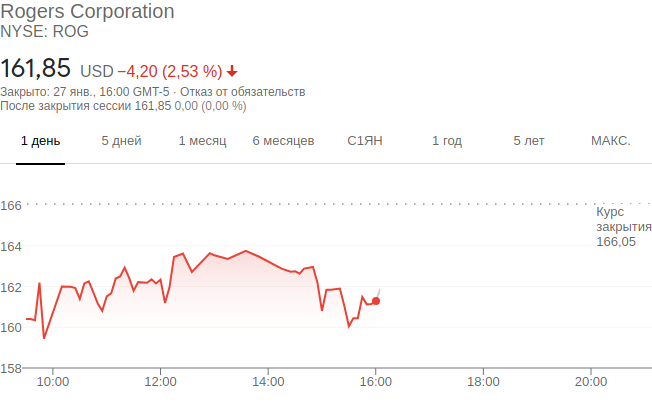 Rogers Corporation
NYSE: ROG
161,85 USD −4,20 (2,53 %)
Закрыто: 27 янв., 16:00 GMT-5 · Отказ от обязательств
После закрытия сессии 161,85 0,00 (0,00 %)
1 день 5 дней 1 месяц 6 месяцев С1ЯН 1 год 5 лет МАКС.
166
Курс
закрытия
166,05
164
162
160
158
10:00 12:00 14:00 16:00 18:00 20:00